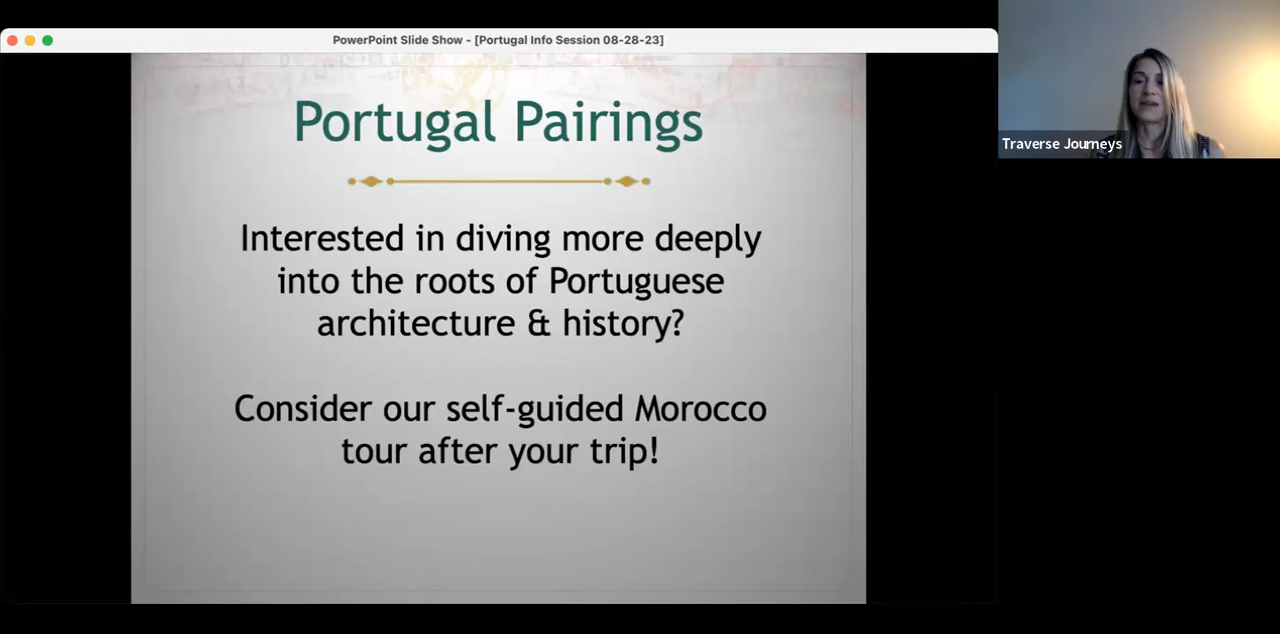 PowerPoint Slide Show - [Portugal Info Session 08-28-23]
Portugal Pairings
Interested in diving more deeply
into the roots of Portuguese
architecture & history?
Consider our self-guided Morocco
tour after your trip!
Traverse Journeys